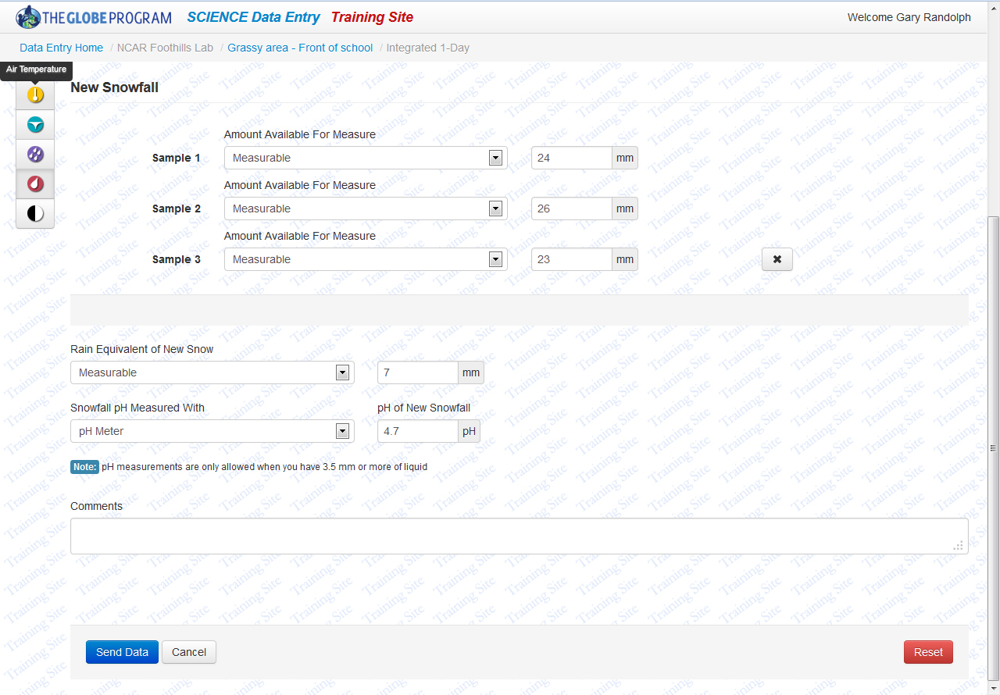 THE GLOBE PROGRAM SCIENCE Data Entry Training Site Welcome Gary Randolph
Data Entry Home / NCAR Foothills Lab / Grassy area - Front of school / Integrated 1-Day
Air Temperature
New Snowfall
Amount Available For Measure
Sample 1 Measurable 24 mm
Amount Available For Measure
Sample 2 Measurable 26 mm
Amount Available For Measure
Sample 3 Measurable 23 mm
Rain Equivalent of New Snow
Measurable 7 mm
Snowfall pH Measured With pH of New Snowfall
pH Meter 4.7 pH
Note: pH measurements are only allowed when you have 3.5 mm or more of liquid
Comments
Send Data Cancel Reset
Training Site